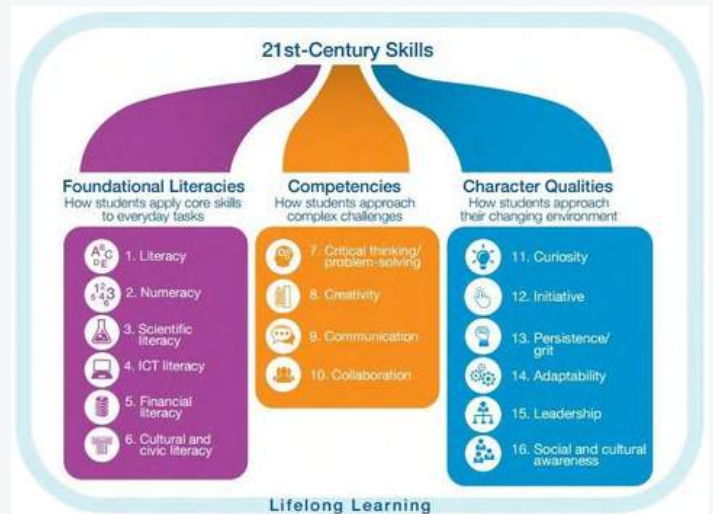 21st-Century Skills
Foundational Literacies
How students apply core skills
to everyday tasks
1. Literacy
2. Numeracy
3. Scientific
literacy
4. ICT literacy
5. Financial
literacy
6. Cultural and
civic literacy
Competencies
How students approach
complex challenges
7. Critical thinking/
problem-solving
8. Creativity
9. Communication
10. Collaboration
Character Qualities
How students approach
their changing environment
11. Curiosity
12. Initiative
13. Persistence/
grit
14. Adaptability
15. Leadership
16. Social and cultural
awareness
Lifelong Learning